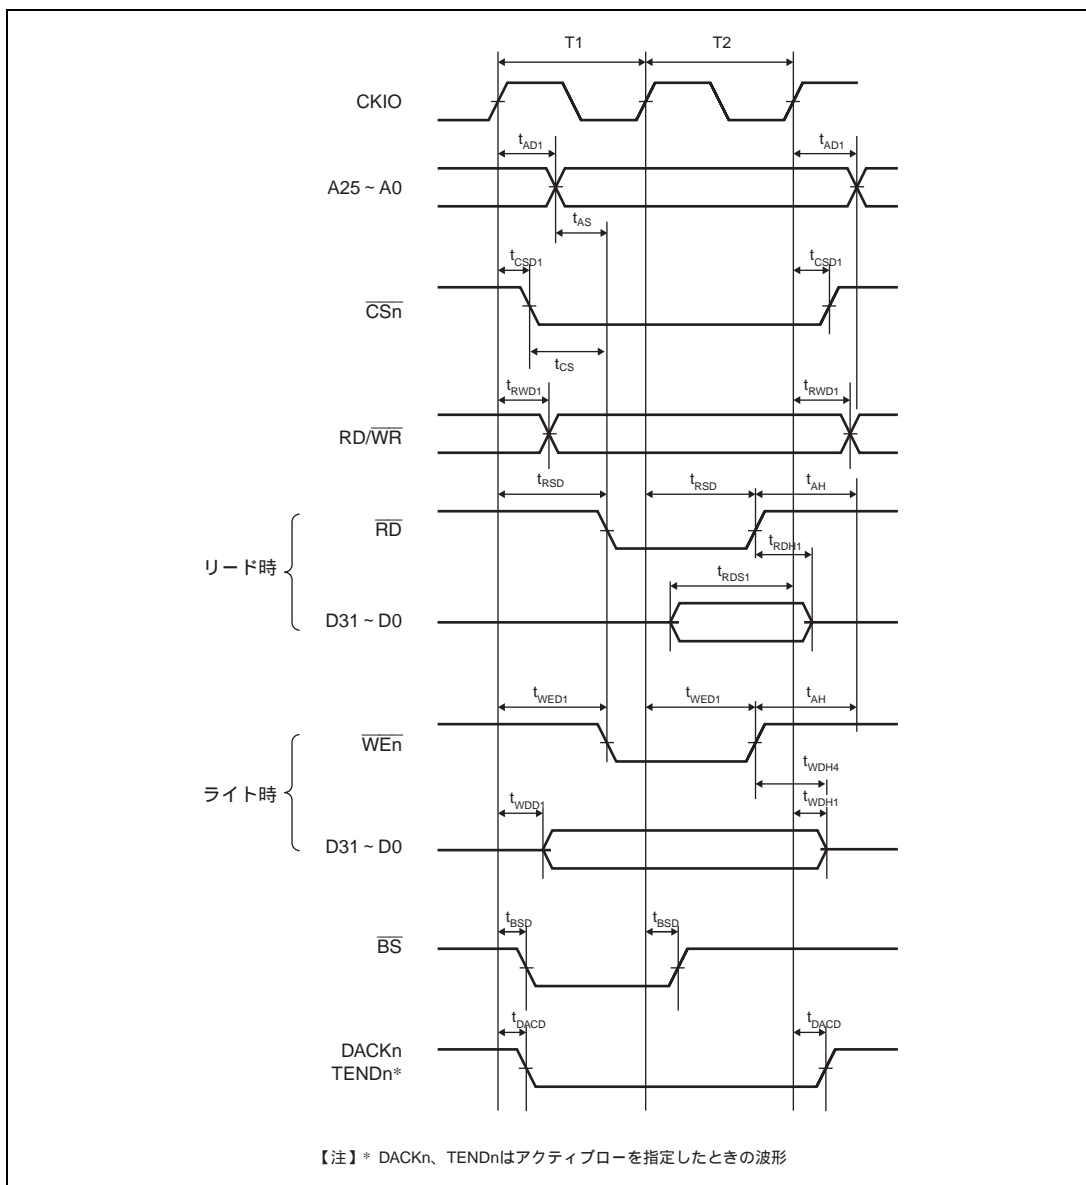 T1 T2
CKIO
tAD1 tAD1
A25 ~ A0
tAS
tCSD1 tCSD1
CSn
tCS
tRWD1 tRWD1
RD/WR
tRSD tRSD tAH
RD
tRDH1
リード時
tRDS1
D31 ~ D0
tWED1 tWED1 tAH
WEn
tWDH4
ライト時
tWDD1 tWDH1
D31 ~ D0
tBSD tBSD
BS
tDACD tDACD
DACKn
TENDn*
【注】* DACKn、TENDnはアクティブローを指定したときの波形